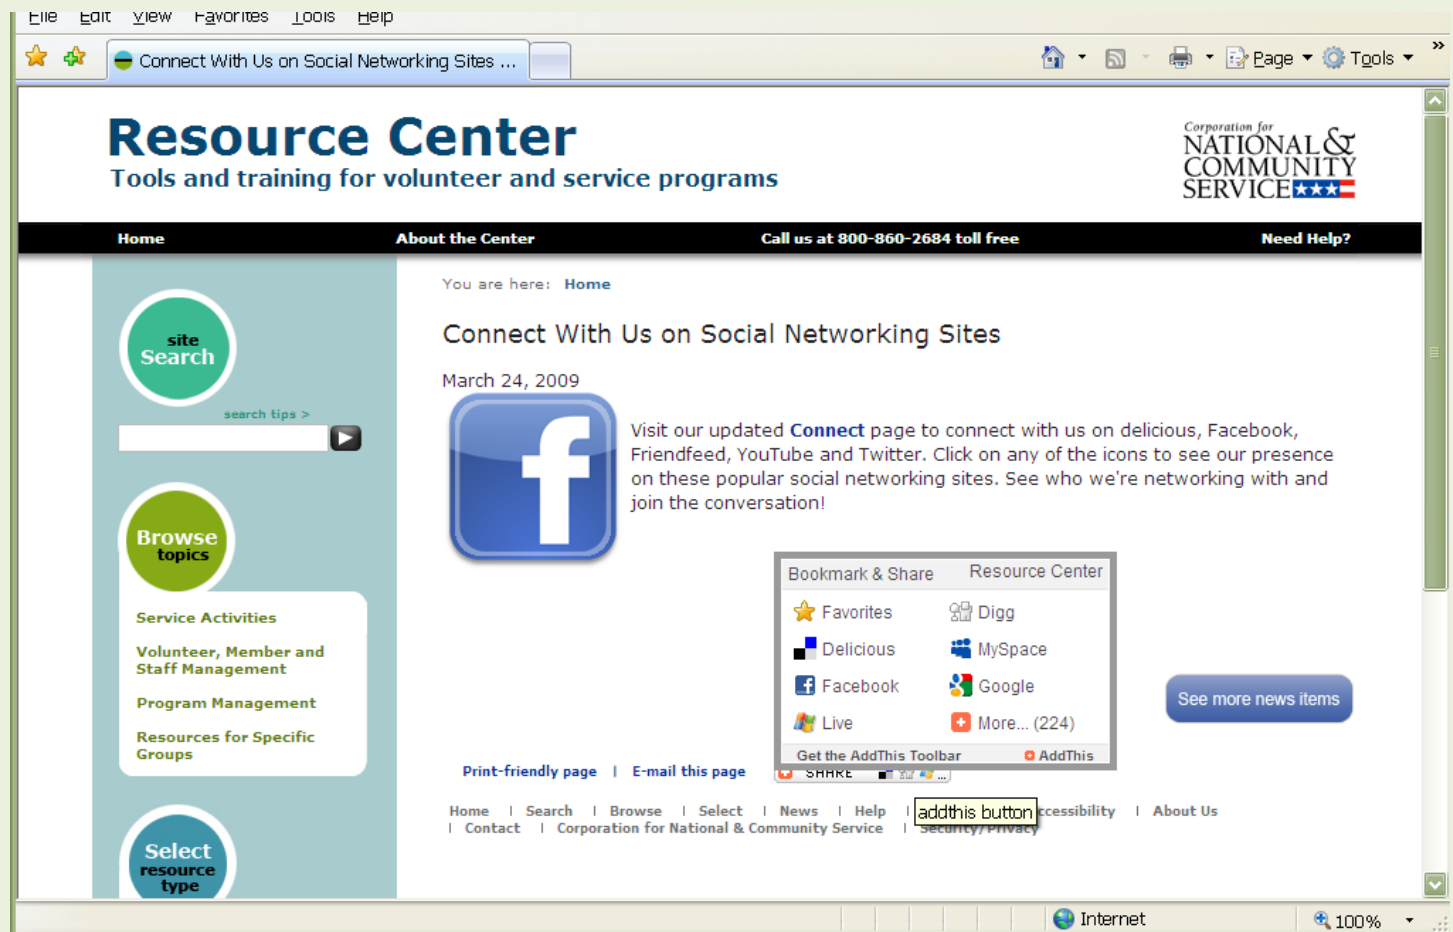 File Edit View Favorites Tools Help
Connect With Us on Social Networking Sites ...
Page Tools »
Resource Center
Tools and training for volunteer and service programs
Corporation for
NATIONAL &
COMMUNITY
SERVICE
Home About the Center Call us at 800-860-2684 toll free Need Help?
You are here: Home
site
Search
search tips >
Connect With Us on Social Networking Sites
March 24, 2009
Visit our updated Connect page to connect with us on delicious, Facebook,
Friendfeed, YouTube and Twitter. Click on any of the icons to see our presence
on these popular social networking sites. See who we're networking with and
join the conversation!
Browse
topics
Service Activities
Volunteer, Member and
Staff Management
Program Management
Resources for Specific
Groups
Bookmark & Share Resource Center
Favorites Digg
Delicious MySpace
Facebook Google
Live More... (224)
Get the AddThis Toolbar AddThis
See more news items
Print-friendly page | E-mail this page SHARE ...
addthis button
Home | Search | Browse | Select | News | Help | | About Us
| Contact | Corporation for National & Community Service | Security/Privacy
Select
resource
type
Internet 100%